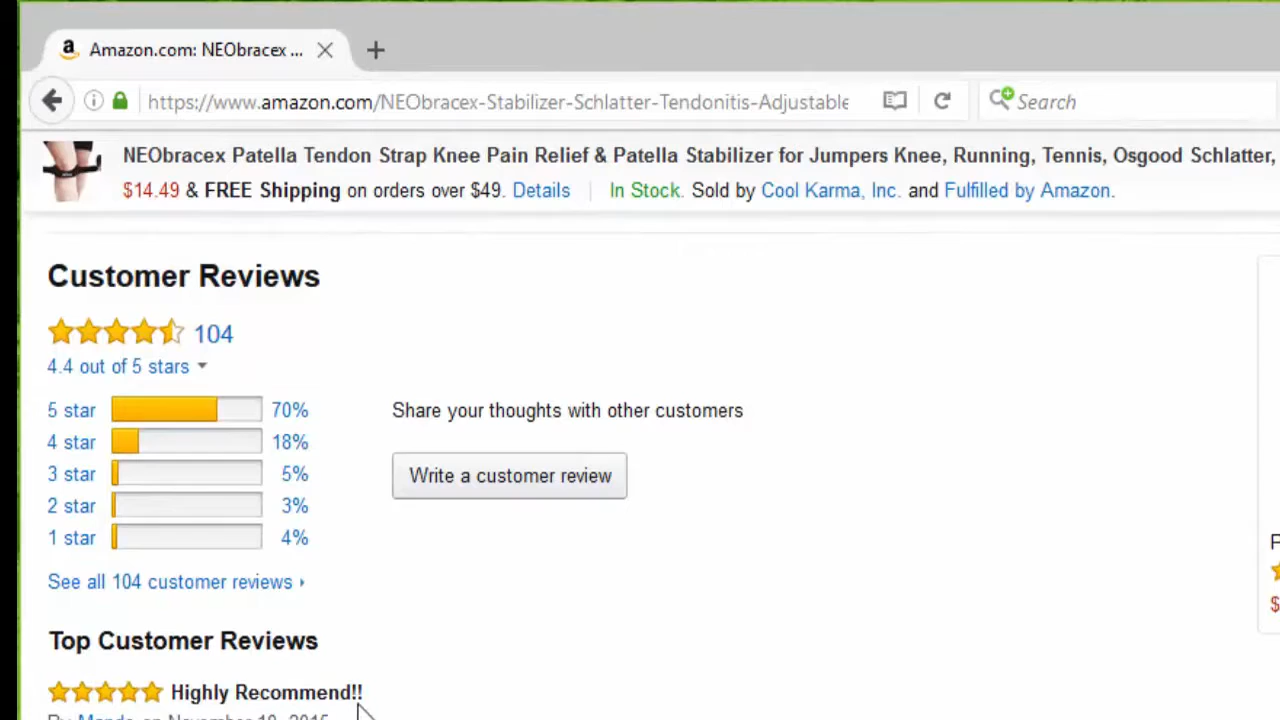 Amazon.com: NEObracex ...
https://www.amazon.com/NEObracex-Stabilizer-Schlatter-Tendonitis-Adjustable
Search
NEObracex Patella Tendon Strap Knee Pain Relief & Patella Stabilizer for Jumpers Knee, Running, Tennis, Osgood Schlatter,
$14.49 & FREE Shipping on orders over $49. Details
In Stock. Sold by Cool Karma, Inc. and Fulfilled by Amazon.
Customer Reviews
104
4.4 out of 5 stars
5 star 70%
4 star 18%
3 star 5%
2 star 3%
1 star 4%
Share your thoughts with other customers
Write a customer review
See all 104 customer reviews
Top Customer Reviews
Highly Recommend!!